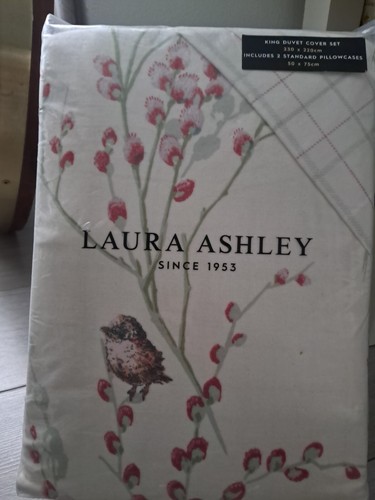 KING DUVET COVER SET
230 x 220cm
INCLUDES 2 STANDARD PILLOWCASES
50 x 75cm
LAURA ASHLEY
SINCE 1953